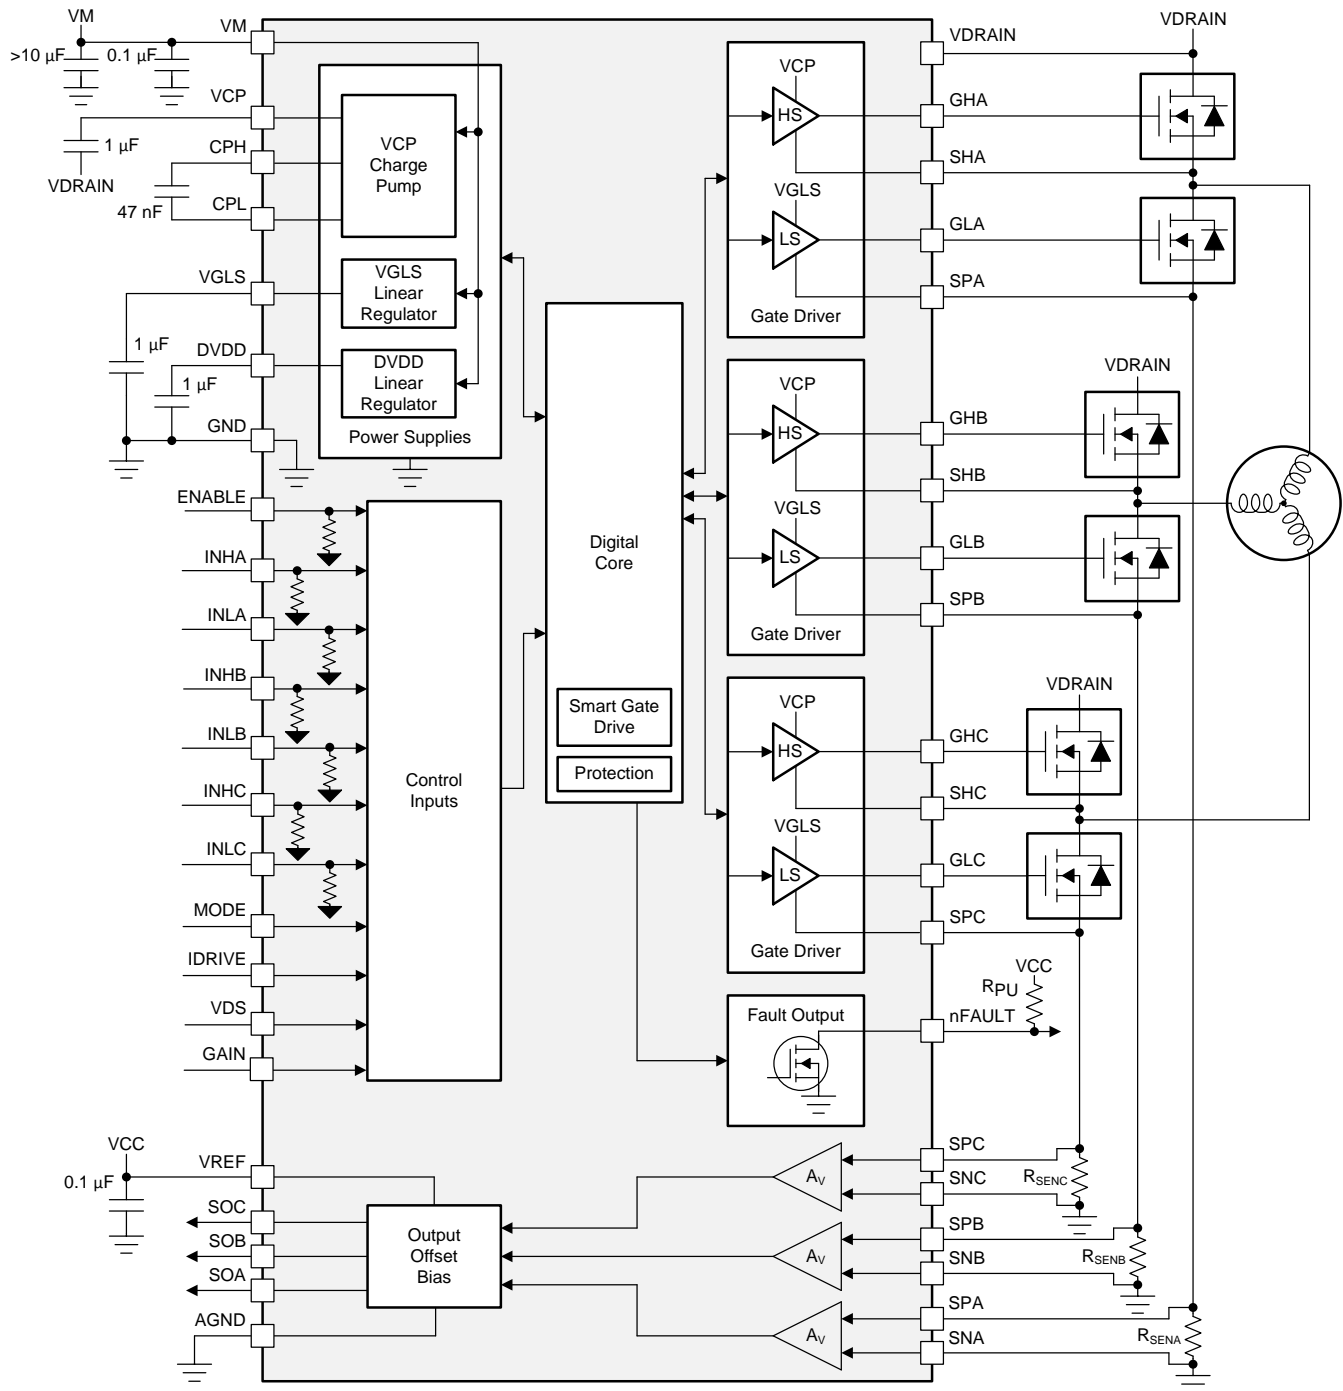 VM
>10 µF
0.1 µF
VM
VCP
1 µF
VDRAIN
CPH
47 nF
CPL
VGLS
1 µF
DVDD
1 µF
GND
VCP
Charge
Pump
VGLS
Linear
Regulator
DVDD
Linear
Regulator
Power Supplies
ENABLE
INHA
INLA
INHB
INLB
INHC
INLC
MODE
IDRIVE
VDS
GAIN
Control
Inputs
Digital
Core
Smart Gate
Drive
Protection
VCP
HS
VGLS
LS
Gate Driver
VCP
HS
VGLS
LS
Gate Driver
VCP
HS
VGLS
LS
Gate Driver
Fault Output
VDRAIN
GHA
SHA
GLA
SPA
VDRAIN
GHB
SHB
GLB
SPB
VDRAIN
GHC
SHC
GLC
SPC
VDRAIN
VCC
RPU
nFAULT
VCC
0.1 µF
VREF
SOC
SOB
SOA
AGND
Output
Offset
Bias
AV
AV
AV
SPC
SNC
RSENC
SPB
SNB
RSENB
SPA
SNA
RSENA